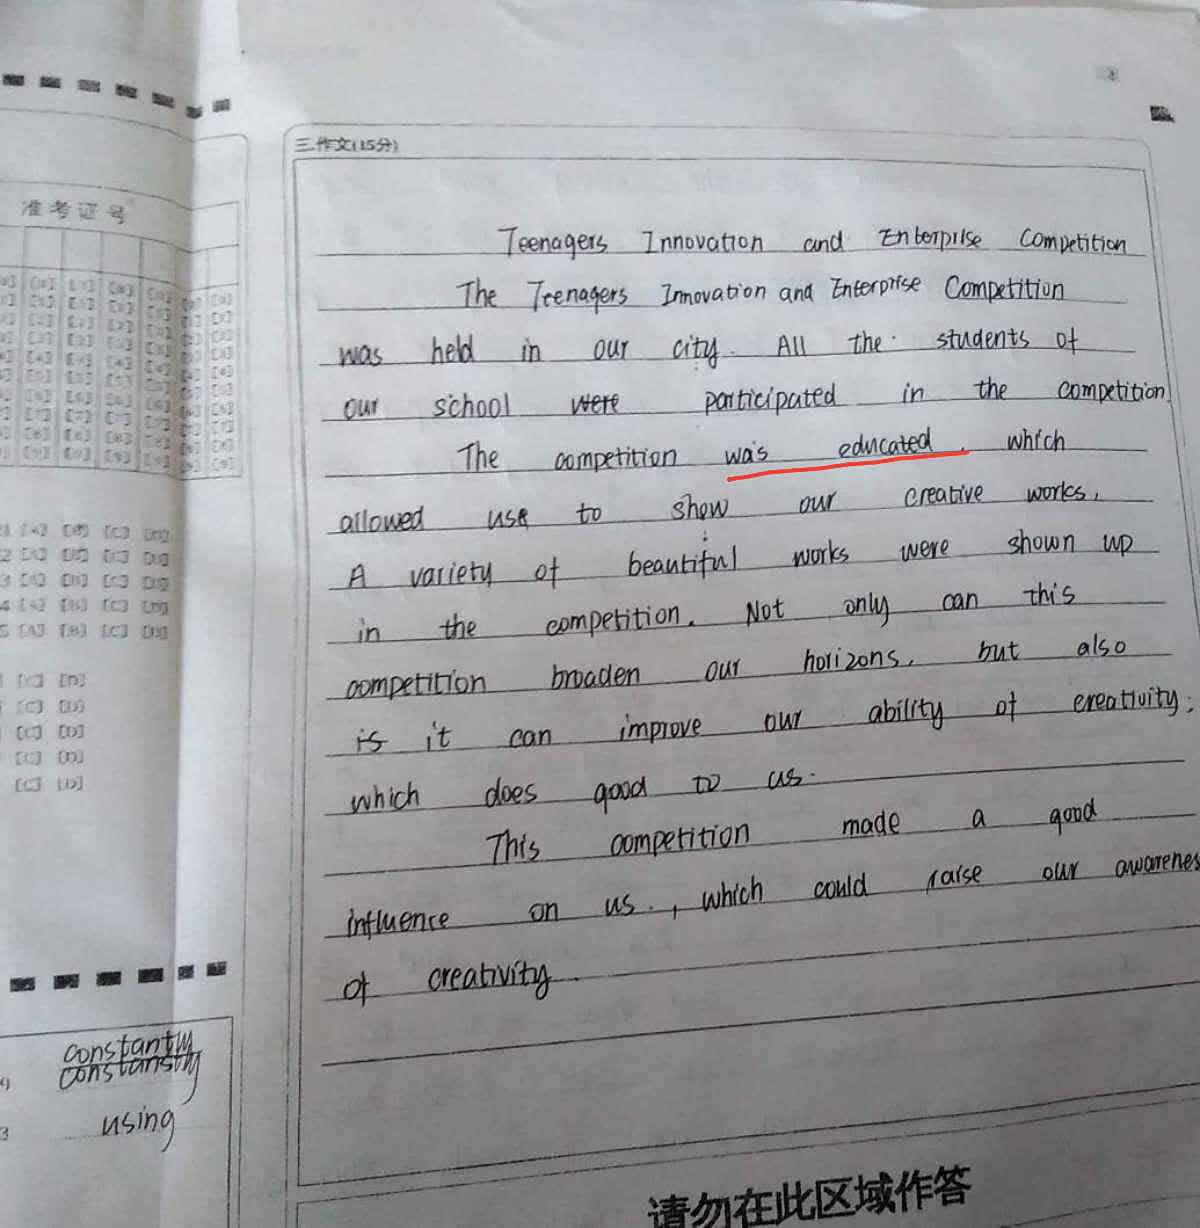 三.作文(15分)
准考证号
Teenagers Innovation and Enterprise Competition
The Teenagers Innovation and Enterprise Competition
was held in our city. All the students of
our school were participated in the competition
The competition was educated, which
allowed use to show our creative works.
A variety of beautiful works were shown up
in the competition. Not only can this
competition broaden our horizons, but also
is it can improve our ability of creativity,
which does good to us.
This competition made a good
influence on us., which could raise our awarenes
of creativity.
constantly
constanstly
using
请勿在此区域作答